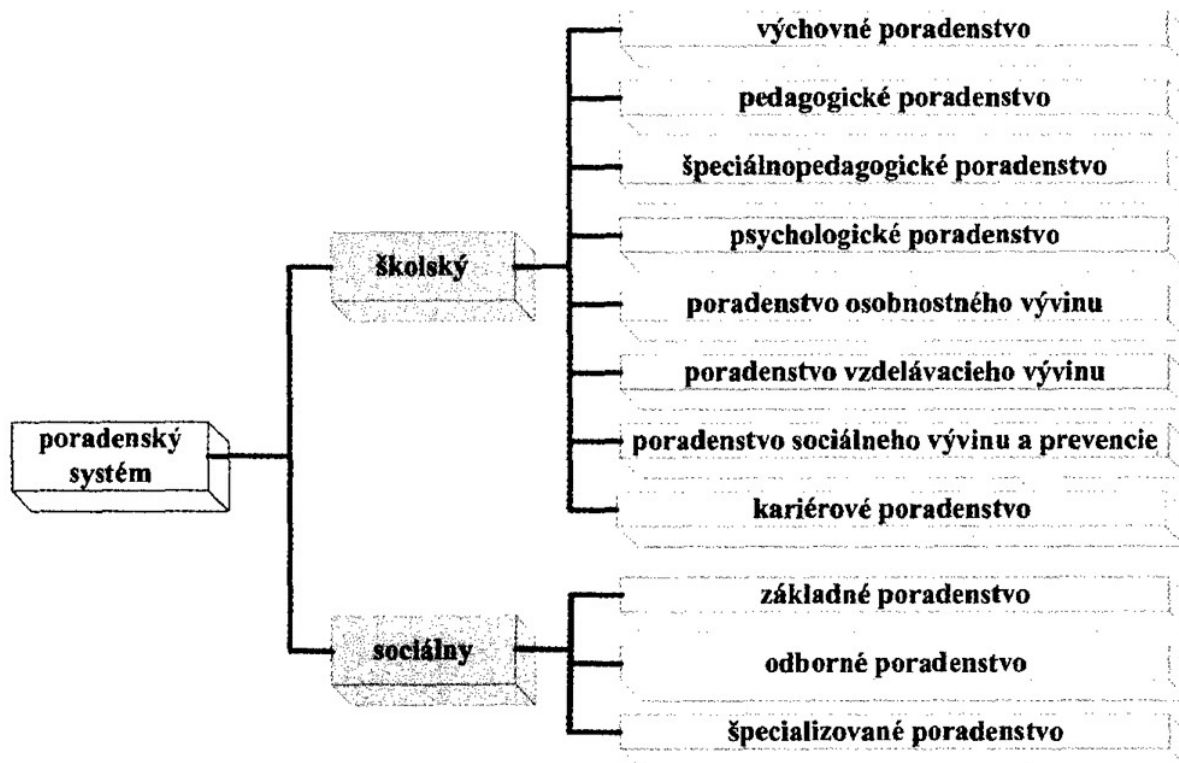 poradenský
systém
školský
výchovné poradenstvo
pedagogické poradenstvo
špeciálnopedagogické poradenstvo
psychologické poradenstvo
poradenstvo osobnostného vývinu
poradenstvo vzdelávacieho vývinu
poradenstvo sociálneho vývinu a prevencie
kariérové poradenstvo
sociálny
základné poradenstvo
odborné poradenstvo
špecializované poradenstvo